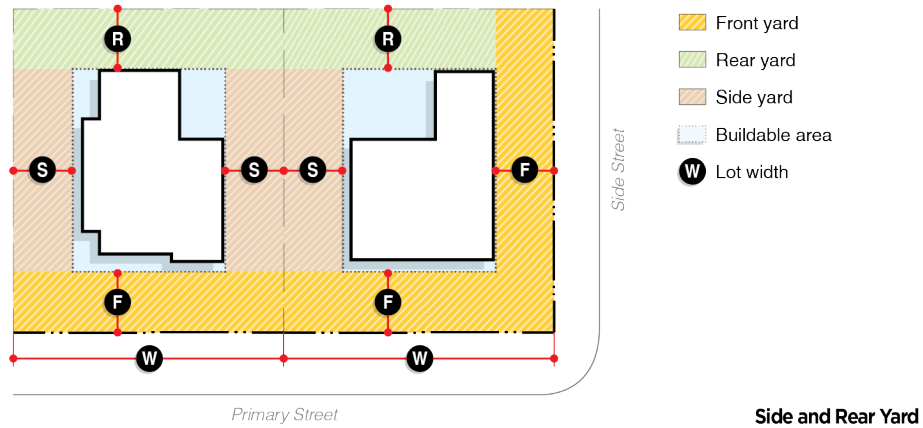 R
R
S
S
S
F
F
F
W
W
Primary Street
Side Street
Front yard
Rear yard
Side yard
Buildable area
W Lot width
Side and Rear Yard